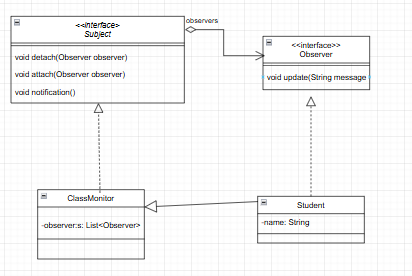 <<interface>
Subject
void detach(Observer observer)
void attach(Observer observer)
void notification()
observers
<<interface>>
Observer
void update(String message
ClassMonitor
-observer:s: List<Observer>
Student
-name: String